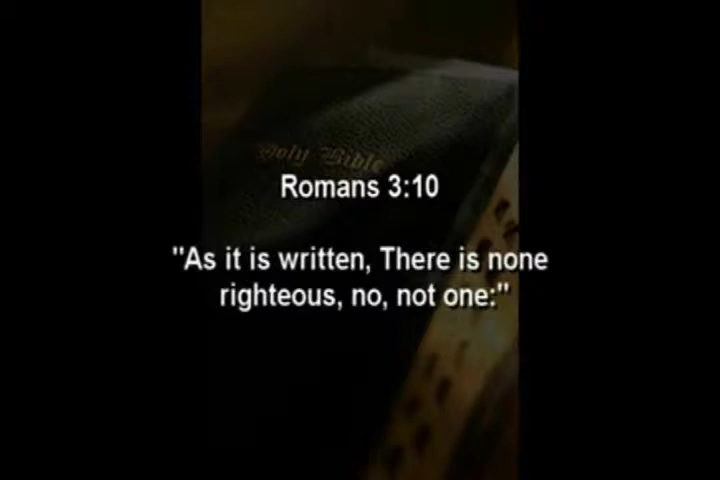 Holy Bible
Romans 3:10
"As it is written, There is none
righteous, no, not one:"